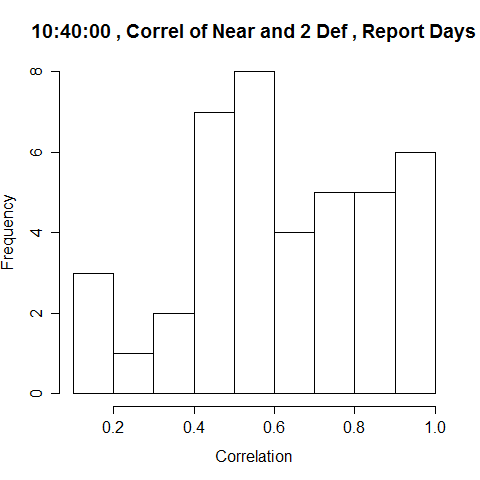 10:40:00 , Correl of Near and 2 Def , Report Days
8
6
4
2
0
Frequency
0.2 0.4 0.6 0.8 1.0
Correlation